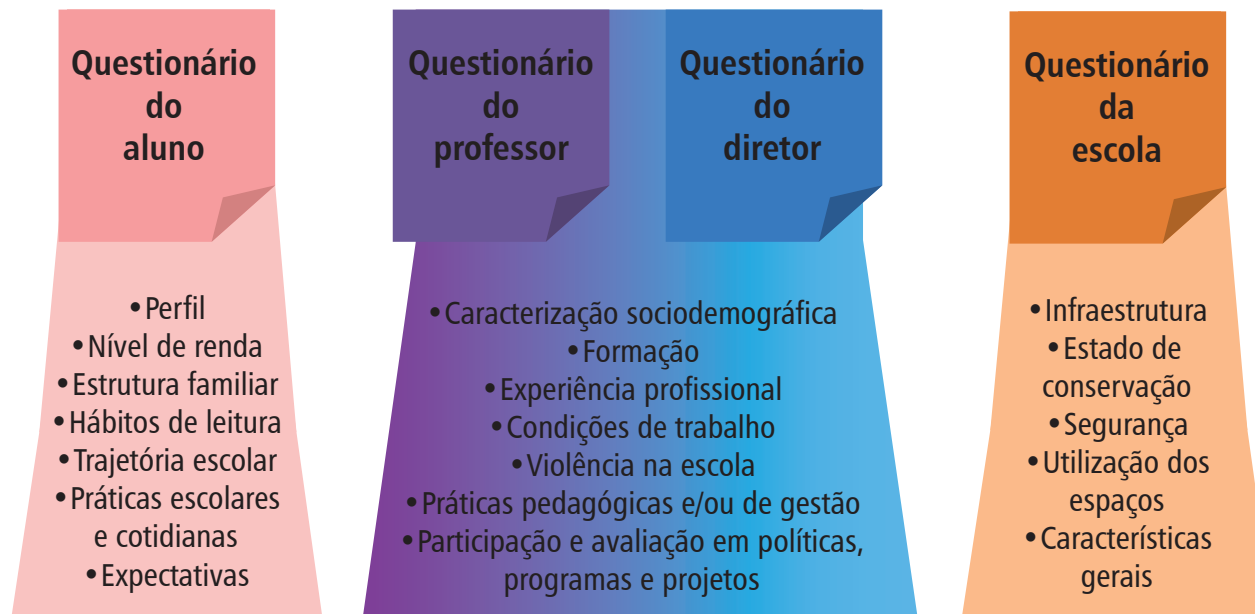 Questionário
do
aluno
•Perfil
•Nível de renda
•Estrutura familiar
•Hábitos de leitura
•Trajetória escolar
•Práticas escolares
e cotidianas
•Expectativas
Questionário
do
professor
Questionário
do
diretor
•Caracterização sociodemográfica
•Formação
•Experiência profissional
•Condições de trabalho
•Violência na escola
•Práticas pedagógicas e/ou de gestão
•Participação e avaliação em políticas,
programas e projetos
Questionário
da
escola
•Infraestrutura
•Estado de
conservação
•Segurança
•Utilização dos
espaços
•Características
gerais